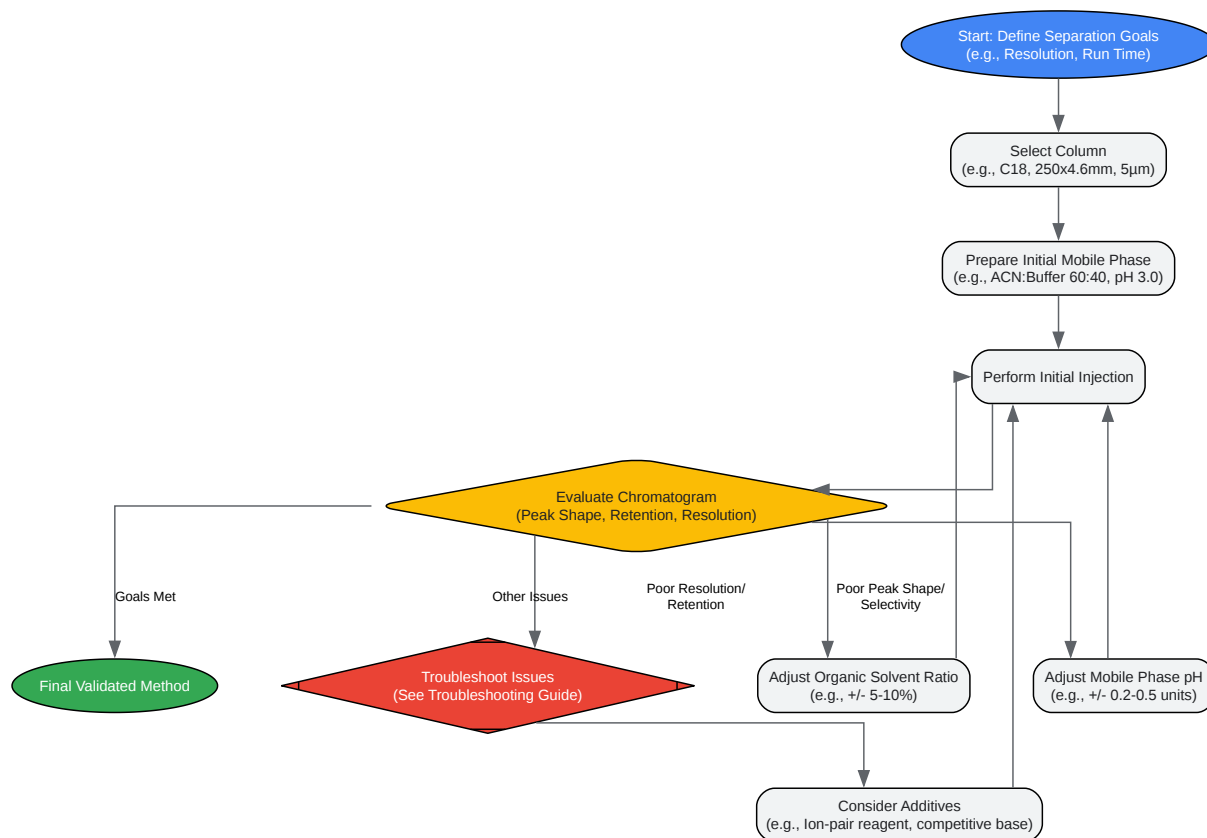 Start: Define Separation Goals
(e.g., Resolution, Run Time)
Select Column
(e.g., C18, 250x4.6mm, 5µm)
Prepare Initial Mobile Phase
(e.g., ACN:Buffer 60:40, pH 3.0)
Perform Initial Injection
Evaluate Chromatogram
(Peak Shape, Retention, Resolution)
Goals Met
Other Issues
Poor Resolution/
Retention
Poor Peak Shape/
Selectivity
Final Validated Method
Troubleshoot Issues
(See Troubleshooting Guide)
Adjust Organic Solvent Ratio
(e.g., +/- 5-10%)
Adjust Mobile Phase pH
(e.g., +/- 0.2-0.5 units)
Consider Additives
(e.g., Ion-pair reagent, competitive base)